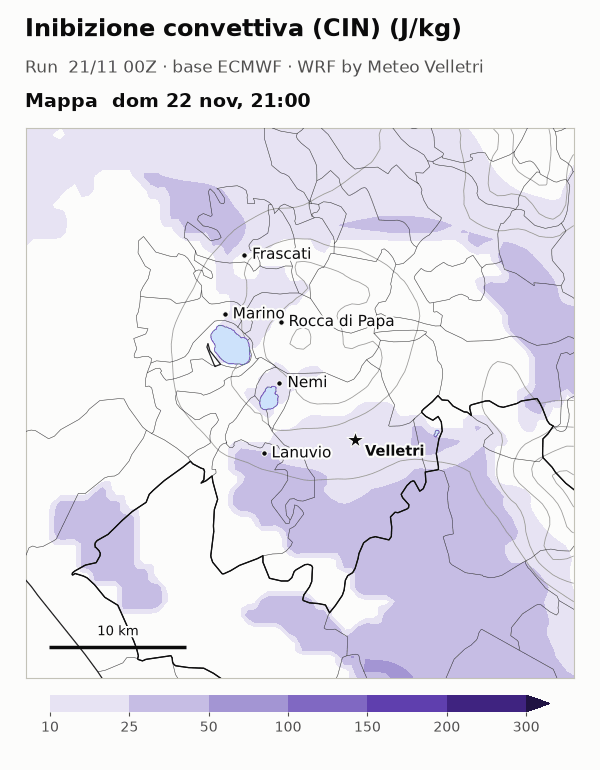 Inibizione convettiva (CIN) (J/kg)
Run  21/11 00Z · base ECMWF · WRF by Meteo Velletri
Mappa  dom 22 nov, 21:00
Frascati
Marino
Rocca di Papa
Nemi
Velletri
Lanuvio
10 km
10 25 50 100 150 200 300